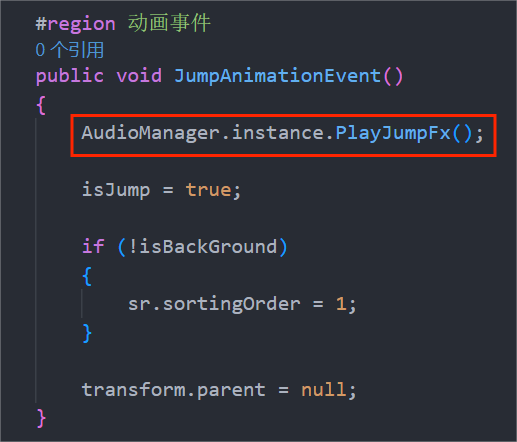 #region 动画事件
0 个引用
public void JumpAnimationEvent()
{
AudioManager.instance.PlayJumpFx();
isJump = true;
if (!isBackGround)
{
sr.sortingOrder = 1;
}
transform.parent = null;
}